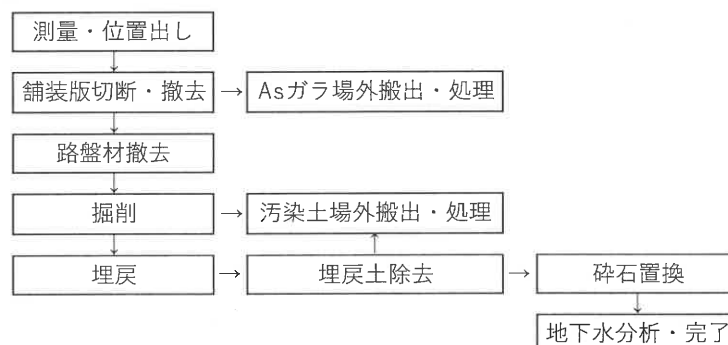 測量・位置出し
舗装版切断・撤去
Asガラ場外搬出・処理
路盤材撤去
掘削
汚染土場外搬出・処理
埋戻
埋戻土除去
砕石置換
地下水分析・完了